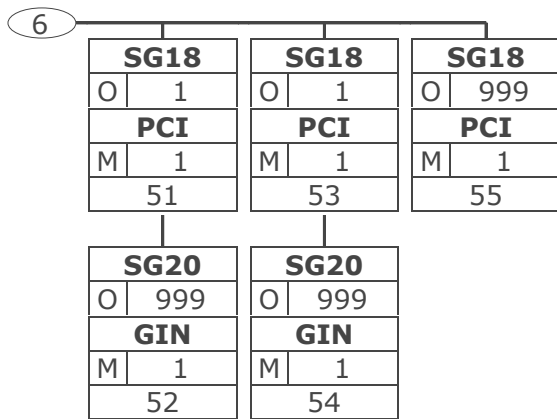 6
SG18 SG18 SG18
O 1 O 1 O 999
PCI PCI PCI
M 1 M 1 M 1
51 53 55
SG20 SG20
O 999 O 999
GIN GIN
M 1 M 1
52 54